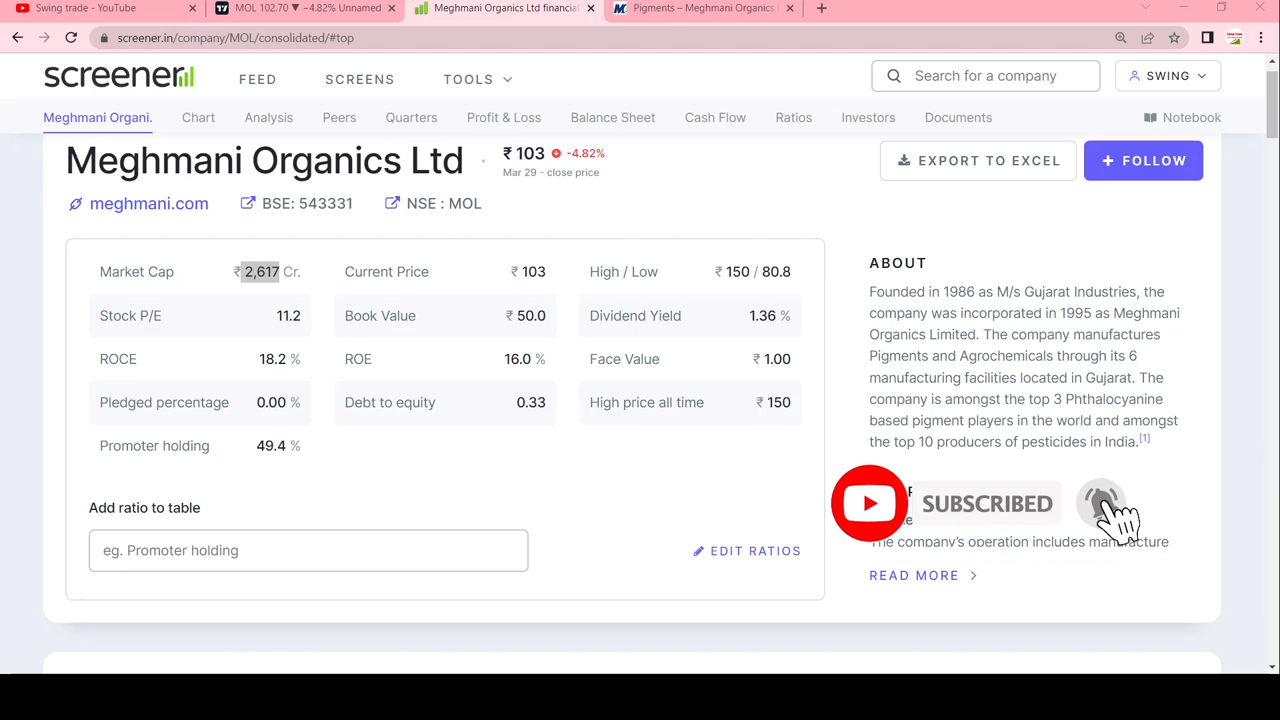 Swing trade - YouTube
MOL 102.70 ▼ −4.82% Unnamed
Meghmani Organics Ltd financial
Pigments – Meghmani Organics
screener.in/company/MOL/consolidated/#top
screener
FEED
SCREENS
TOOLS
Search for a company
SWING
Meghmani Organi.
Chart
Analysis
Peers
Quarters
Profit & Loss
Balance Sheet
Cash Flow
Ratios
Investors
Documents
Notebook
Meghmani Organics Ltd
₹ 103 -4.82%
Mar 29 - close price
EXPORT TO EXCEL
+ FOLLOW
meghmani.com
BSE: 543331
NSE : MOL
Market Cap ₹ 2,617 Cr.
Current Price ₹ 103
High / Low ₹ 150 / 80.8
Stock P/E 11.2
Book Value ₹ 50.0
Dividend Yield 1.36 %
ROCE 18.2 %
ROE 16.0 %
Face Value ₹ 1.00
Pledged percentage 0.00 %
Debt to equity 0.33
High price all time ₹ 150
Promoter holding 49.4 %
Add ratio to table
eg. Promoter holding
EDIT RATIOS
ABOUT
Founded in 1986 as M/s Gujarat Industries, the
company was incorporated in 1995 as Meghmani
Organics Limited. The company manufactures
Pigments and Agrochemicals through its 6
manufacturing facilities located in Gujarat. The
company is amongst the top 3 Phthalocyanine
based pigment players in the world and amongst
the top 10 producers of pesticides in India.[1]
SUBSCRIBED
The company's operation includes manufacture
READ MORE